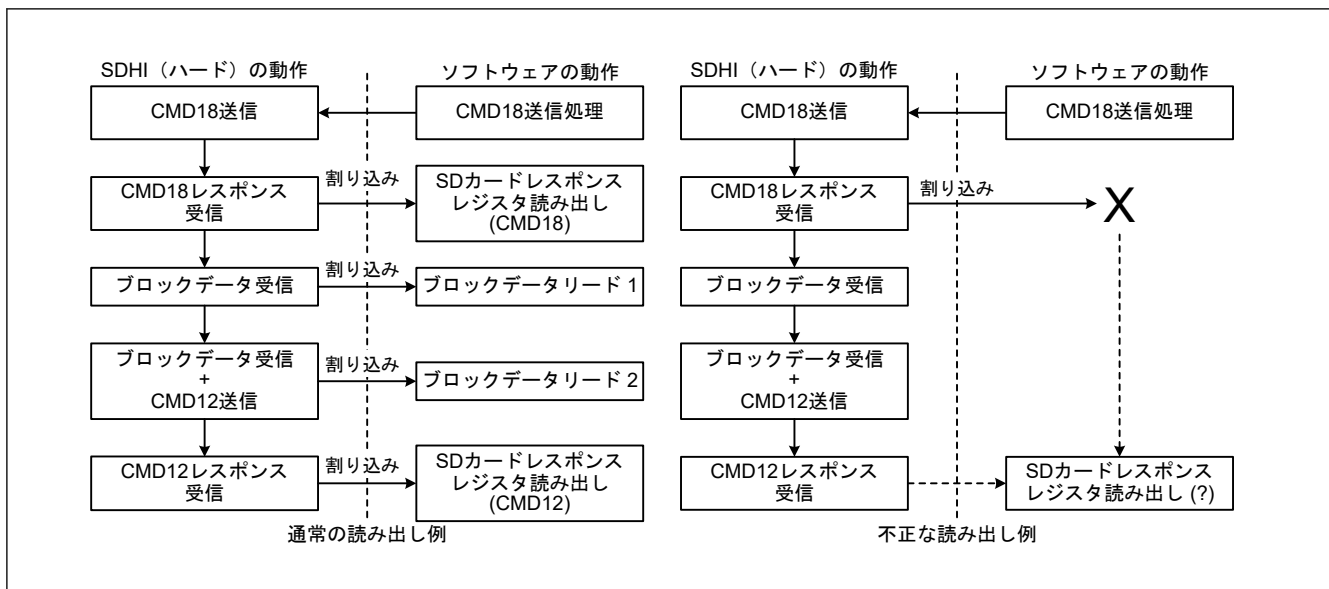 SDHI（ハード）の動作
ソフトウェアの動作
CMD18送信
CMD18送信処理
CMD18レスポンス
受信
割り込み
SDカードレスポンス
レジスタ読み出し
(CMD18)
ブロックデータ受信
割り込み
ブロックデータリード 1
ブロックデータ受信
+
CMD12送信
割り込み
ブロックデータリード 2
CMD12レスポンス
受信
割り込み
SDカードレスポンス
レジスタ読み出し
(CMD12)
通常の読み出し例
SDHI（ハード）の動作
ソフトウェアの動作
CMD18送信
CMD18送信処理
CMD18レスポンス
受信
割り込み
X
ブロックデータ受信
ブロックデータ受信
+
CMD12送信
CMD12レスポンス
受信
SDカードレスポンス
レジスタ読み出し (?)
不正な読み出し例